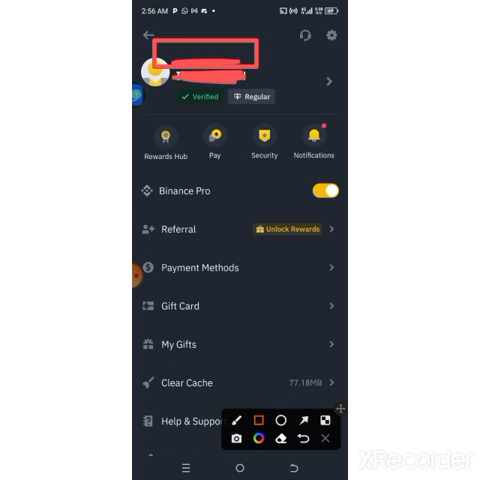 2:56 AM
Verified Regular
Rewards Hub Pay Security Notifications
Binance Pro
Referral Unlock Rewards
Payment Methods
Gift Card
My Gifts
Clear Cache 77.18MB
Help & Support
XRecorder